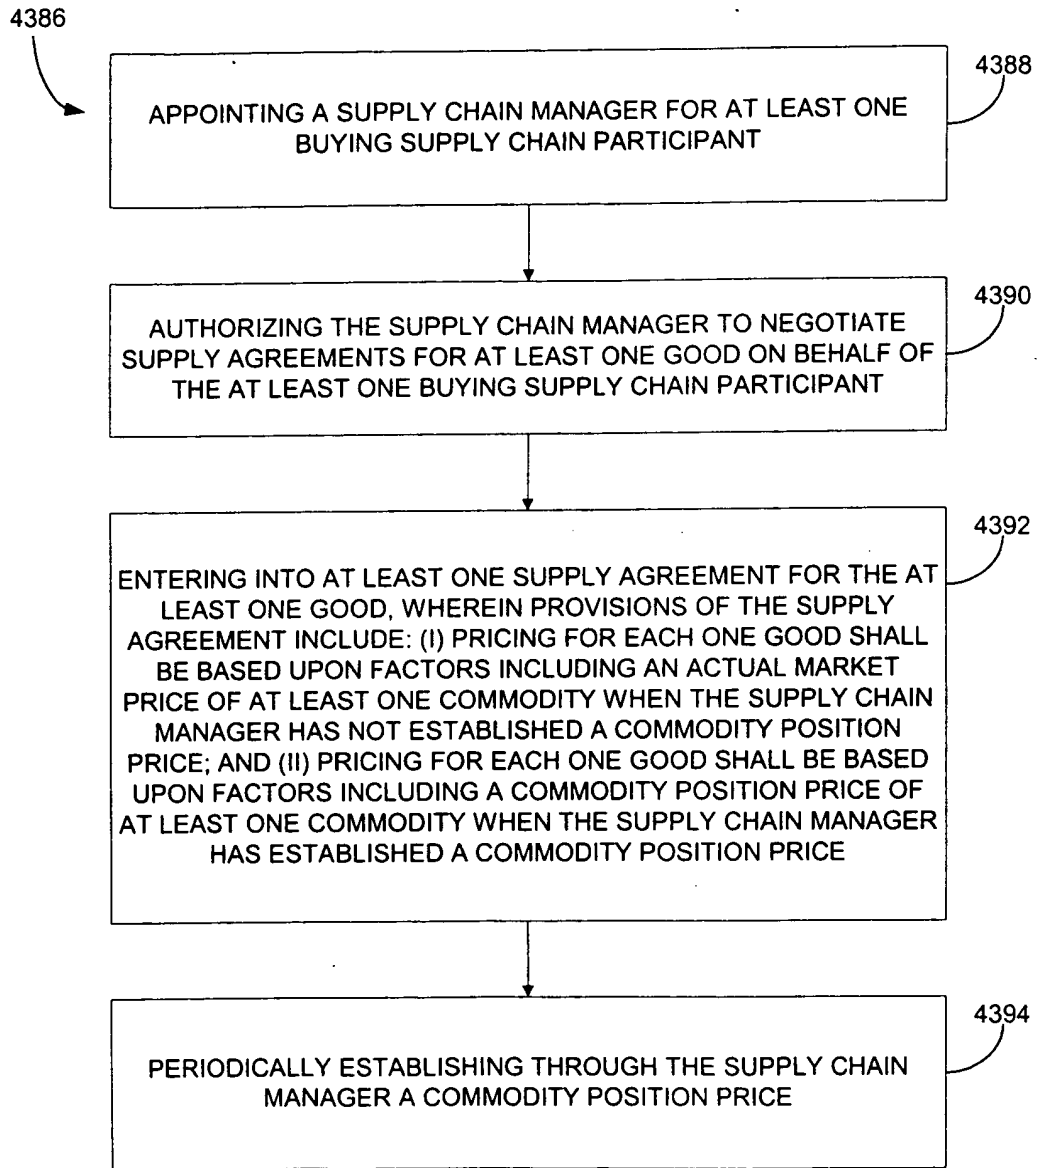 4386
4388
APPOINTING A SUPPLY CHAIN MANAGER FOR AT LEAST ONE
BUYING SUPPLY CHAIN PARTICIPANT
4390
AUTHORIZING THE SUPPLY CHAIN MANAGER TO NEGOTIATE
SUPPLY AGREEMENTS FOR AT LEAST ONE GOOD ON BEHALF OF
THE AT LEAST ONE BUYING SUPPLY CHAIN PARTICIPANT
4392
ENTERING INTO AT LEAST ONE SUPPLY AGREEMENT FOR THE AT
LEAST ONE GOOD, WHEREIN PROVISIONS OF THE SUPPLY
AGREEMENT INCLUDE: (I) PRICING FOR EACH ONE GOOD SHALL
BE BASED UPON FACTORS INCLUDING AN ACTUAL MARKET
PRICE OF AT LEAST ONE COMMODITY WHEN THE SUPPLY CHAIN
MANAGER HAS NOT ESTABLISHED A COMMODITY POSITION
PRICE; AND (II) PRICING FOR EACH ONE GOOD SHALL BE BASED
UPON FACTORS INCLUDING A COMMODITY POSITION PRICE OF
AT LEAST ONE COMMODITY WHEN THE SUPPLY CHAIN MANAGER
HAS ESTABLISHED A COMMODITY POSITION PRICE
4394
PERIODICALLY ESTABLISHING THROUGH THE SUPPLY CHAIN
MANAGER A COMMODITY POSITION PRICE